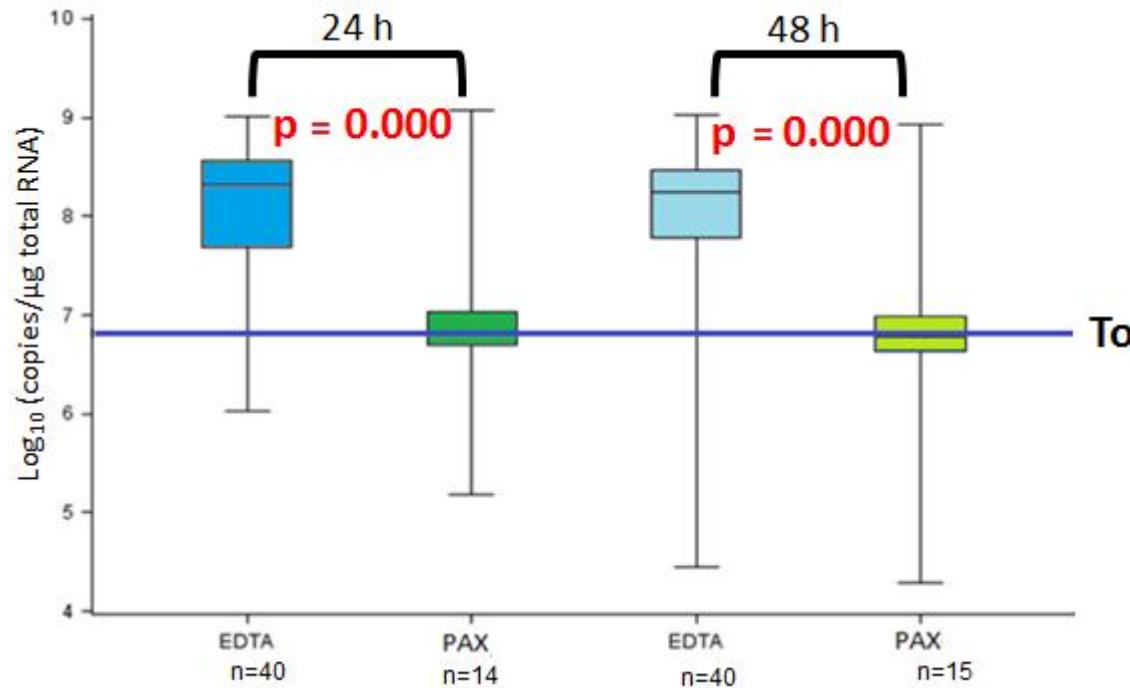 24 h
48 h
p = 0.000
p = 0.000
Log₁₀ (copies/µg total RNA)
10
9
8
7
6
5
4
To
EDTA
PAX
EDTA
PAX
n=40
n=14
n=40
n=15